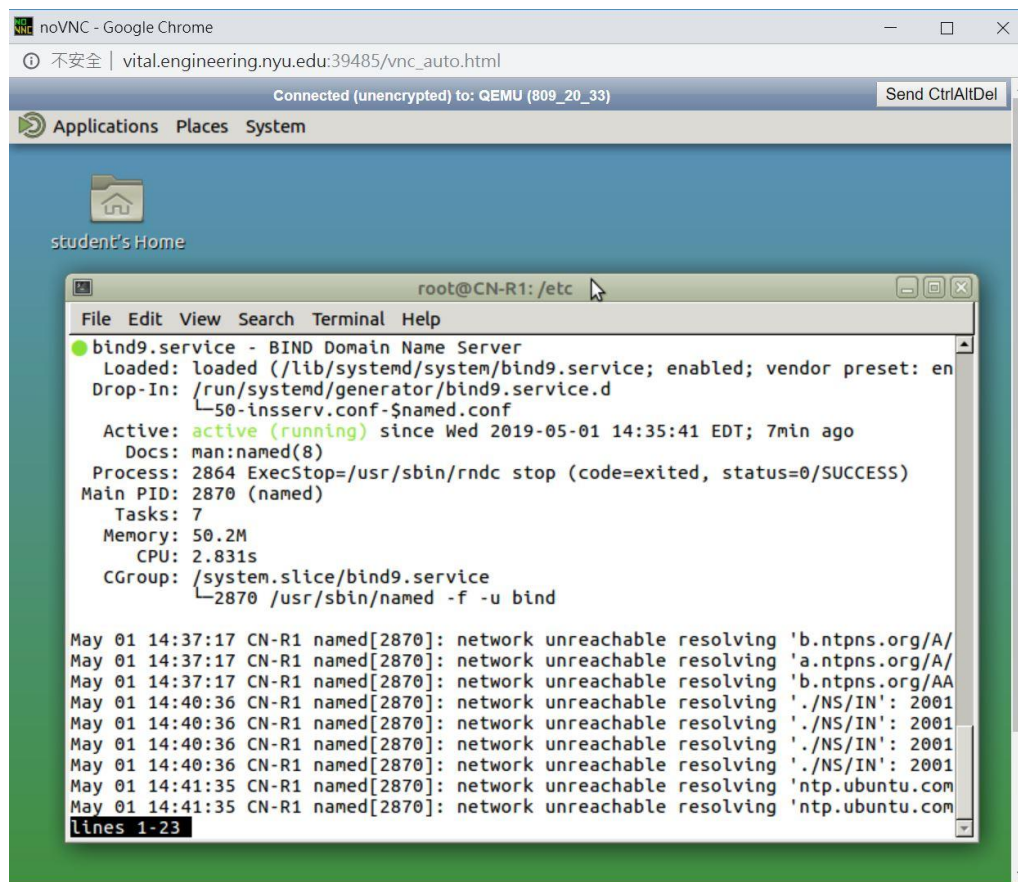 noVNC - Google Chrome
不安全 | vital.engineering.nyu.edu:39485/vnc_auto.html
Connected (unencrypted) to: QEMU (809_20_33)
Send CtrlAltDel
Applications Places System
student's Home
root@CN-R1: /etc
File Edit View Search Terminal Help
bind9.service - BIND Domain Name Server
Loaded: loaded (/lib/systemd/system/bind9.service; enabled; vendor preset: en
Drop-In: /run/systemd/generator/bind9.service.d
└─50-insserv.conf-$named.conf
Active: active (running) since Wed 2019-05-01 14:35:41 EDT; 7min ago
Docs: man:named(8)
Process: 2864 ExecStop=/usr/sbin/rndc stop (code=exited, status=0/SUCCESS)
Main PID: 2870 (named)
Tasks: 7
Memory: 50.2M
CPU: 2.831s
CGroup: /system.slice/bind9.service
└─2870 /usr/sbin/named -f -u bind
May 01 14:37:17 CN-R1 named[2870]: network unreachable resolving 'b.ntpns.org/A/
May 01 14:37:17 CN-R1 named[2870]: network unreachable resolving 'a.ntpns.org/A/
May 01 14:37:17 CN-R1 named[2870]: network unreachable resolving 'b.ntpns.org/AA
May 01 14:40:36 CN-R1 named[2870]: network unreachable resolving './NS/IN': 2001
May 01 14:40:36 CN-R1 named[2870]: network unreachable resolving './NS/IN': 2001
May 01 14:40:36 CN-R1 named[2870]: network unreachable resolving './NS/IN': 2001
May 01 14:40:36 CN-R1 named[2870]: network unreachable resolving './NS/IN': 2001
May 01 14:41:35 CN-R1 named[2870]: network unreachable resolving 'ntp.ubuntu.com
May 01 14:41:35 CN-R1 named[2870]: network unreachable resolving 'ntp.ubuntu.com
lines 1-23